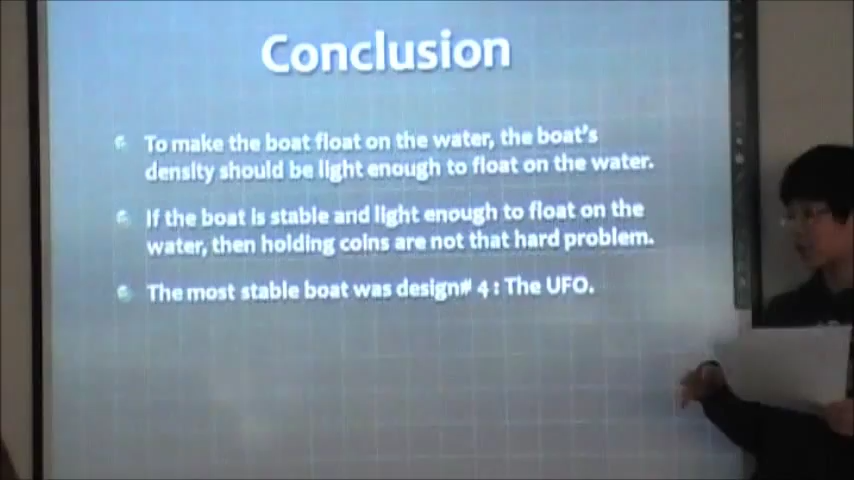 Conclusion
To make the boat float on the water, the boat's
density should be light enough to float on the water.
If the boat is stable and light enough to float on the
water, then holding coins are not that hard problem.
The most stable boat was design# 4 : The UFO.